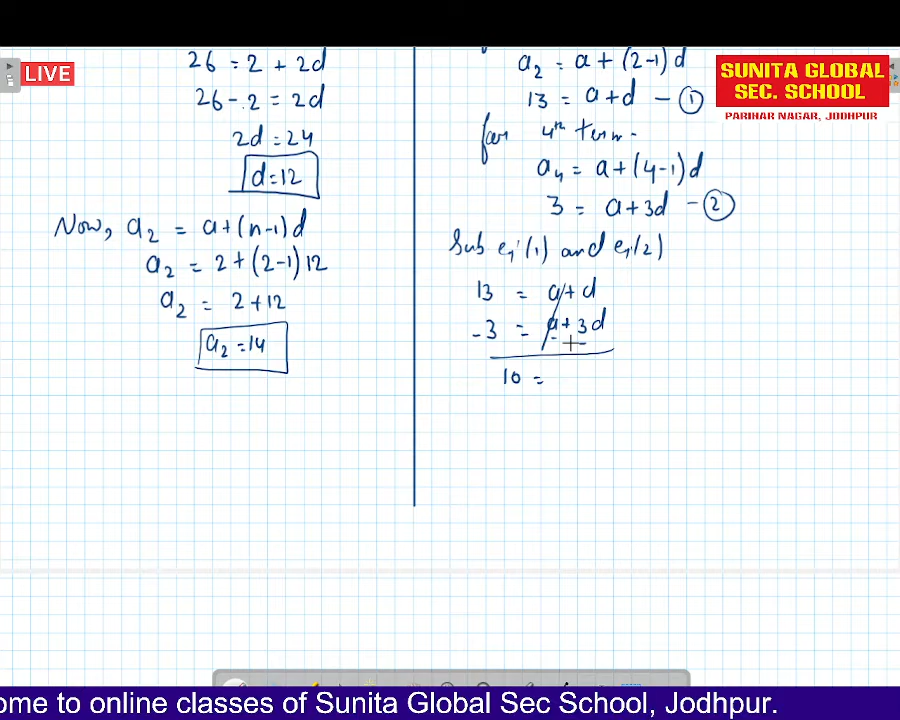 LIVE
26 = 2 + 2d
26 - 2 = 2d
2d = 24
d = 12
Now, a₂ = a + (n-1)d
a₂ = 2 + (2-1)12
a₂ = 2 + 12
a₂ = 14
a₂ = a + (2-1)d
13 = a + d - ①
for 4th term -
a₄ = a + (4-1)d
3 = a + 3d - ②
Sub eqⁿ(1) and eqⁿ(2)
13 = a + d
-3 = a + 3d
- -
10 =
SUNITA GLOBAL
SEC. SCHOOL
PARIHAR NAGAR, JODHPUR
ome to online classes of Sunita Global Sec School, Jodhpur.